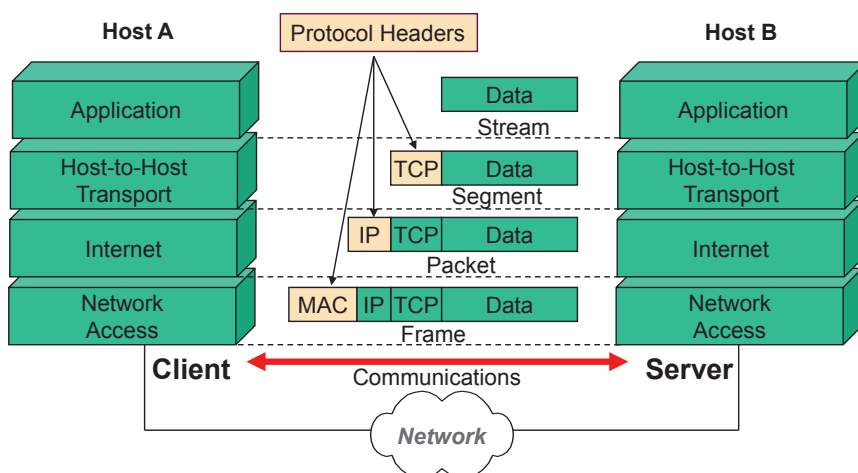 Host A
Protocol Headers
Host B
Application
Data
Stream
Application
Host-to-Host
Transport
TCP Data
Segment
Host-to-Host
Transport
Internet
IP TCP Data
Packet
Internet
Network
Access
MAC IP TCP Data
Frame
Network
Access
Client
Communications
Server
Network